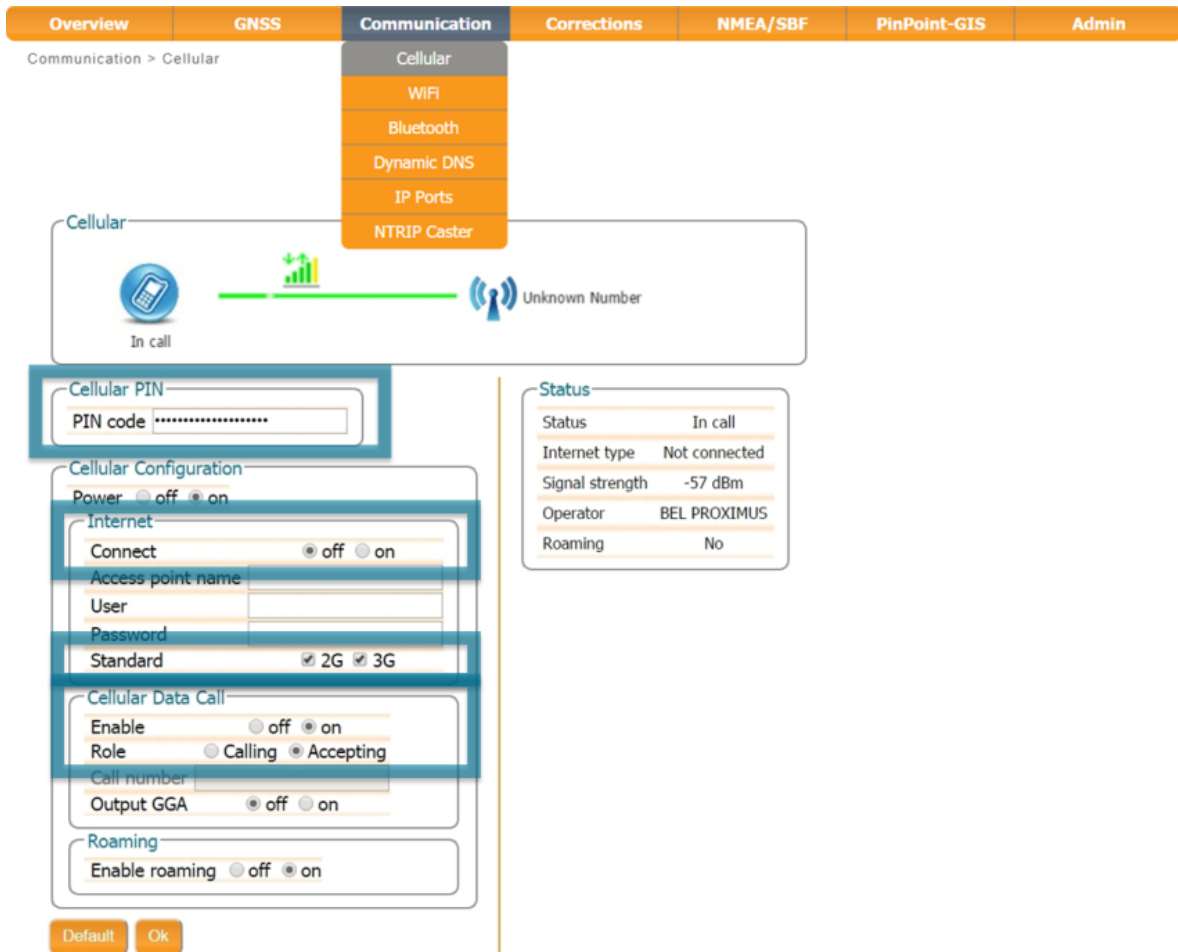 Overview GNSS Communication Corrections NMEA/SBF PinPoint-GIS Admin
Communication > Cellular
Cellular
WiFi
Bluetooth
Dynamic DNS
IP Ports
NTRIP Caster
Cellular
Unknown Number
In call
Cellular PIN
PIN code ••••••••••••••••••••
Cellular Configuration
Power off on
Internet
Connect off on
Access point name
User
Password
Standard 2G 3G
Cellular Data Call
Enable off on
Role Calling Accepting
Call number
Output GGA off on
Roaming
Enable roaming off on
Default Ok
Status
Status In call
Internet type Not connected
Signal strength -57 dBm
Operator BEL PROXIMUS
Roaming No